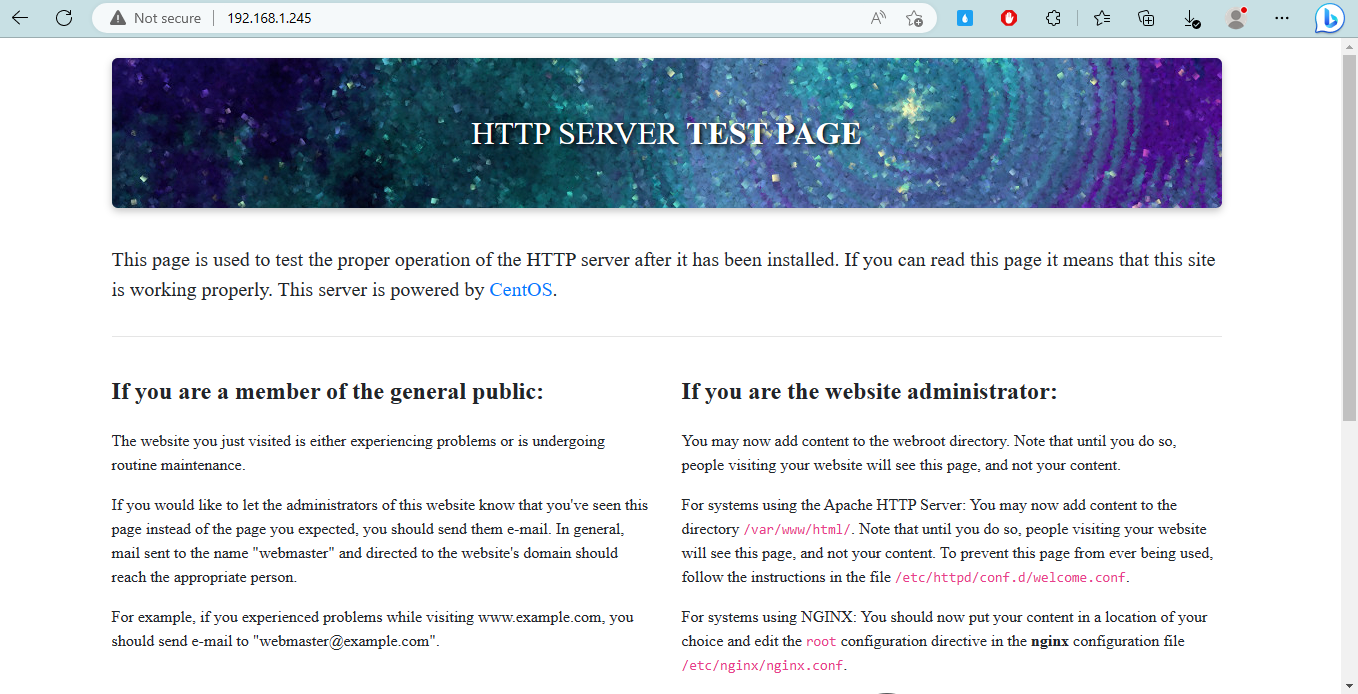 Not secure 192.168.1.245
HTTP SERVER TEST PAGE
This page is used to test the proper operation of the HTTP server after it has been installed. If you can read this page it means that this site
is working properly. This server is powered by CentOS.
If you are a member of the general public:
The website you just visited is either experiencing problems or is undergoing
routine maintenance.
If you would like to let the administrators of this website know that you've seen this
page instead of the page you expected, you should send them e-mail. In general,
mail sent to the name "webmaster" and directed to the website's domain should
reach the appropriate person.
For example, if you experienced problems while visiting www.example.com, you
should send e-mail to "webmaster@example.com".
If you are the website administrator:
You may now add content to the webroot directory. Note that until you do so,
people visiting your website will see this page, and not your content.
For systems using the Apache HTTP Server: You may now add content to the
directory /var/www/html/. Note that until you do so, people visiting your website
will see this page, and not your content. To prevent this page from ever being used,
follow the instructions in the file /etc/httpd/conf.d/welcome.conf.
For systems using NGINX: You should now put your content in a location of your
choice and edit the root configuration directive in the nginx configuration file
/etc/nginx/nginx.conf.